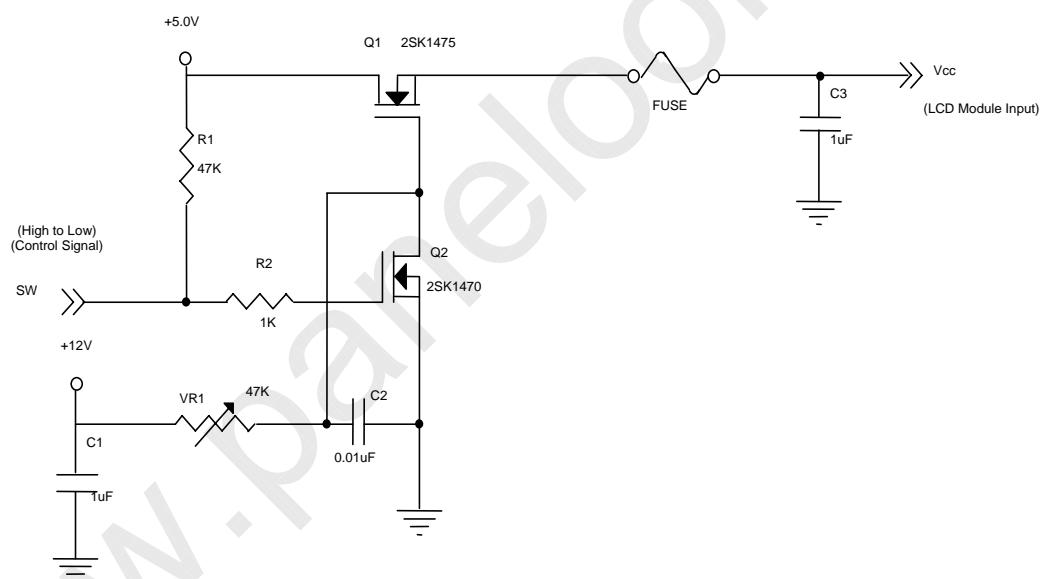 +5.0V
Q1 2SK1475
Vcc
FUSE
C3
(LCD Module Input)
1uF
R1
47K
(High to Low)
(Control Signal)
SW
R2
1K
Q2
2SK1470
+12V
VR1
47K
C2
0.01uF
C1
1uF
w.paneloo